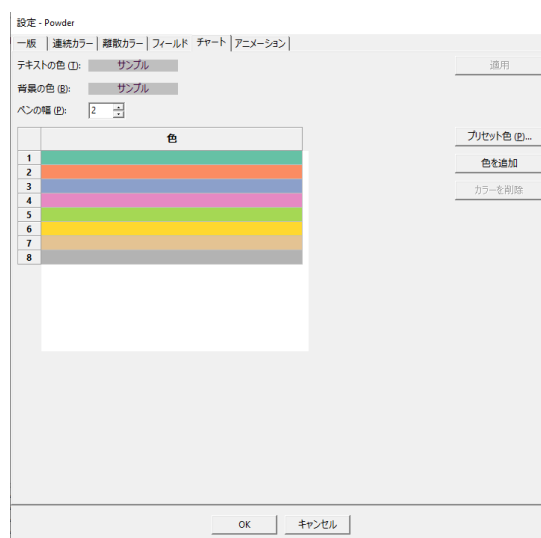 設定 - Powder
一版 連続カラー 離散カラー フィールド チャート アニメーション
テキストの色 (T): サンプル 適用
背景の色 (B): サンプル
ペンの幅 (P): 2
色 プリセット色 (P)...
1 色を追加
2
3 カラーを削除
4
5
6
7
8
OK キャンセル